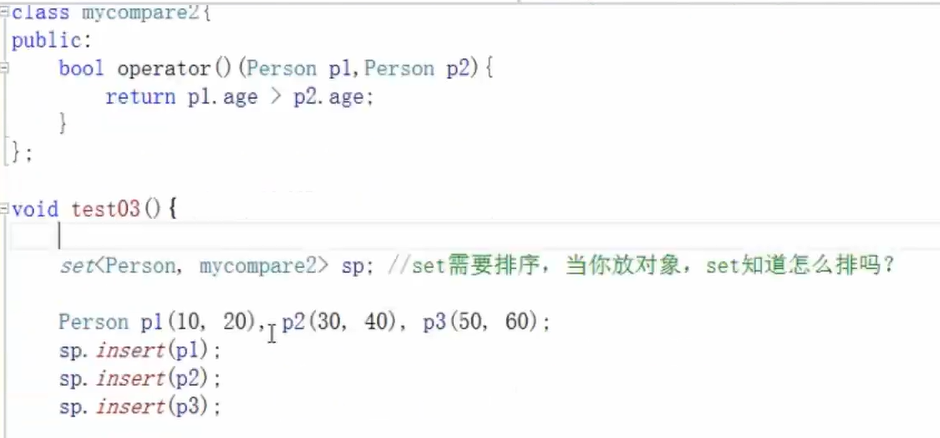 class mycompare2{
public:
    bool operator()(Person p1,Person p2){
        return p1.age > p2.age;
    }
};
void test03(){
    set<Person, mycompare2> sp; //set需要排序，当你放对象，set知道怎么排吗？
    Person p1(10, 20), p2(30, 40), p3(50, 60);
    sp.insert(p1);
    sp.insert(p2);
    sp.insert(p3);